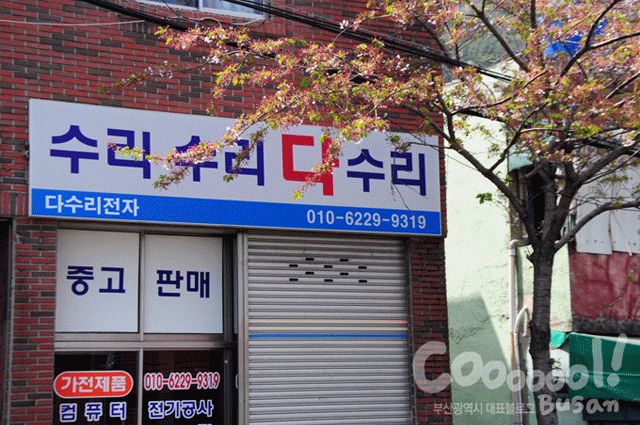 수리 수리 다 수리
다수리전자 010-6229-9319
중고 판매
가전제품 010-6229-9319
컴퓨터 전기공사
Cooooool!
Busan
부산광역시 대표블로그